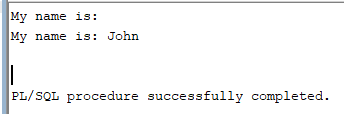 My name is:
My name is: John
PL/SQL procedure successfully completed.